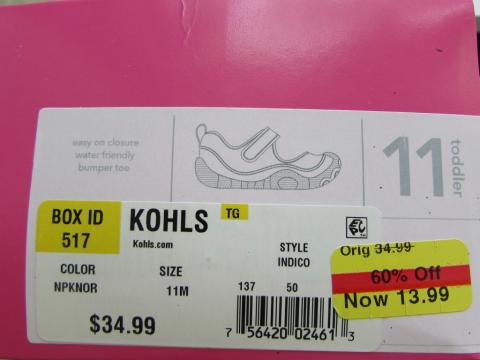 easy on closure
water friendly
bumper toe
11
toddler
BOX ID
517
KOHLS
TG
Kohls.com
STYLE
INDICO
COLOR
NPKNOR
SIZE
11M
137 50
$34.99
7 56420 02461 3
Orig 34.99
60% Off
Now 13.99